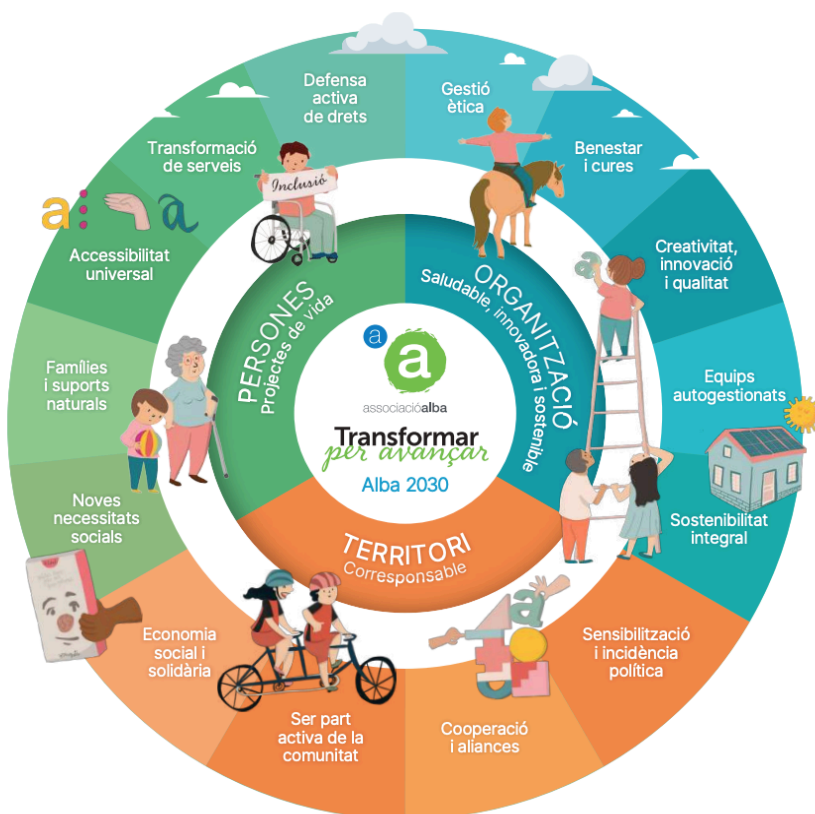 Defensa
activa
de drets
Gestió
ètica
Benestar
i cures
Creativitat,
innovació
i qualitat
Equips
autogestionats
Sostenibilitat
integral
Sensibilització
i incidència
política
Cooperació
i aliances
Ser part
activa de la
comunitat
Economia
social i
solidària
Noves
necessitats
socials
Famílies
i suports
naturals
Accessibilitat
universal
Transformació
de serveis
Inclusió
a
a
a
a
PERSONES
Projectes de vida
ORGANITZACIÓ
Saludable, innovadora i sostenible
TERRITORI
Corresponsable
a
a
associacióalba
Transformar
per avançar
Alba 2030